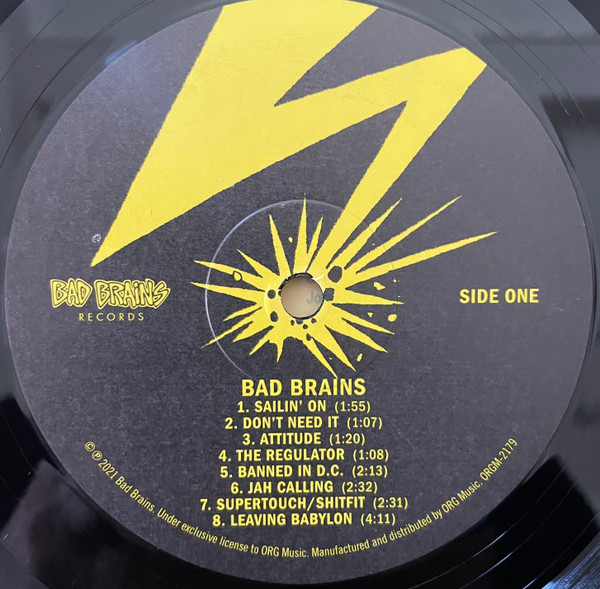 BAD BRAINS
RECORDS
SIDE ONE
BAD BRAINS
1. SAILIN' ON (1:55)
2. DON'T NEED IT (1:07)
3. ATTITUDE (1:20)
4. THE REGULATOR (1:08)
5. BANNED IN D.C. (2:13)
6. JAH CALLING (2:32)
7. SUPERTOUCH/SHITFIT (2:31)
8. LEAVING BABYLON (4:11)
© ℗ 2021 Bad Brains. Under exclusive license to ORG Music. Manufactured and distributed by ORG Music. ORGM-2179